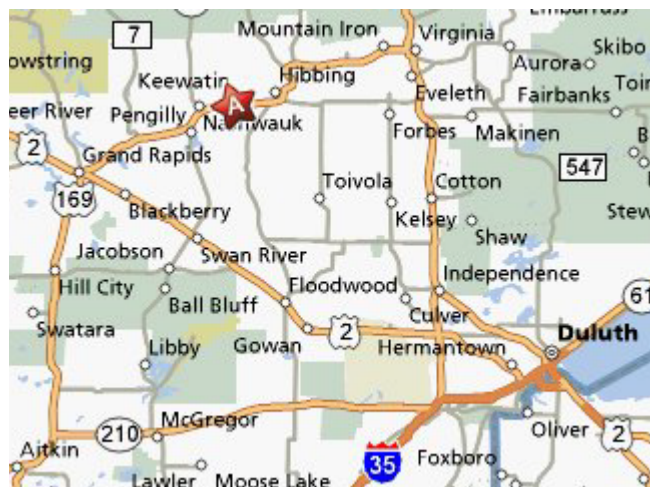 Mountain Iron
Virginia
7
Skibo
owstring
Aurora
Keewatin
Hibbing
Eveleth
Fairbanks
eer River
Pengilly
A
Forbes
Makinen
2
Grand Rapids
547
Toivola
Cotton
169
Blackberry
Kelsey
Shaw
Jacobson
Swan River
Independence
Hill City
Floodwood
61
Ball Bluff
Culver
Swatara
2
Duluth
Libby
Gowan
Hermantown
McGregor
210
Oliver
2
Aitkin
35
Foxboro
Lawler
Moose Lake